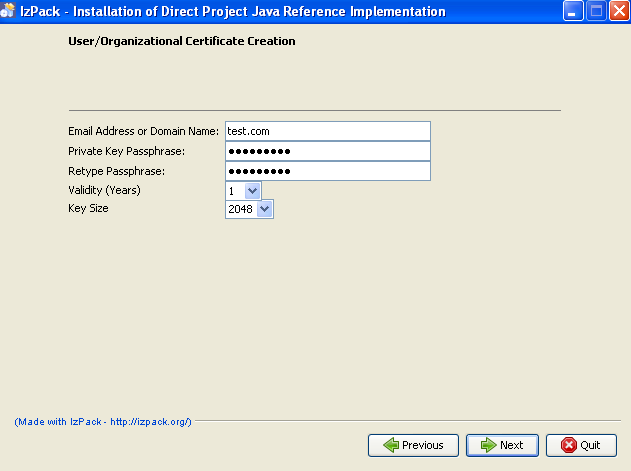 IzPack - Installation of Direct Project Java Reference Implementation
User/Organizational Certificate Creation
Email Address or Domain Name: test.com
Private Key Passphrase: ●●●●●●●●●
Retype Passphrase: ●●●●●●●●●
Validity (Years) 1
Key Size 2048
(Made with IzPack - http://izpack.org/)
Previous Next Quit